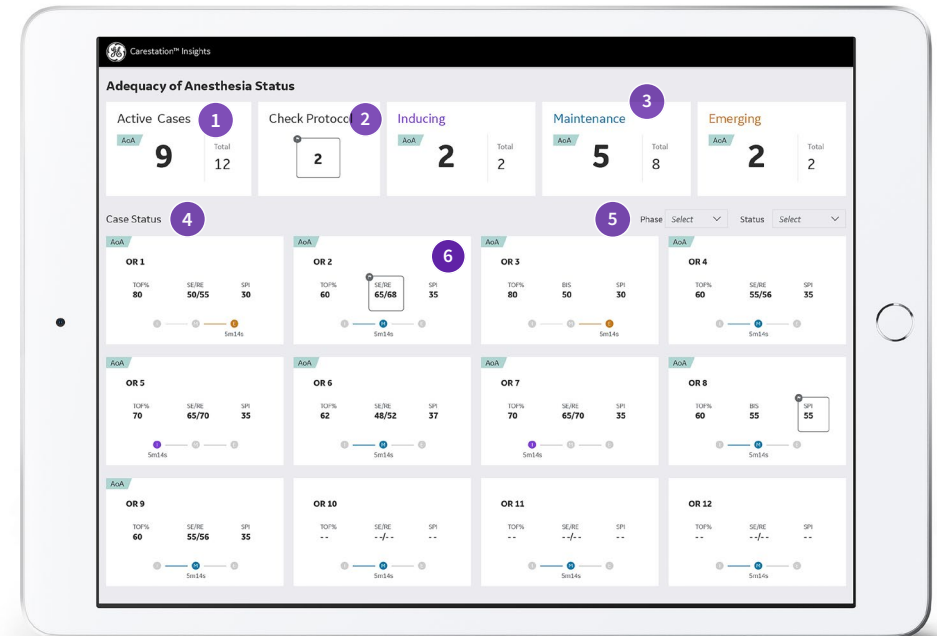 Carestation™ Insights
Adequacy of Anesthesia Status
Active Cases 1 Check Protocol 2 Inducing Maintenance 3 Emerging
AoA AoA AoA AoA
Total Total Total Total
9 12 2 2 2 5 8 2 2
Case Status 4 5 Phase Select Status Select
AoA AoA 6 AoA AoA
OR 1 OR 2 OR 3 OR 4
TOF% SE/RE SPI TOF% SE/RE SPI TOF% BIS SPI TOF% SE/RE SPI
80 50/55 30 60 65/68 35 80 50 30 60 55/56 35
I M E I M E I M E I M E
5m14s 5m14s 5m14s 5m14s
AoA AoA AoA AoA
OR 5 OR 6 OR 7 OR 8
TOF% SE/RE SPI TOF% SE/RE SPI TOF% SE/RE SPI TOF% BIS SPI
70 65/70 35 62 48/52 37 70 65/70 35 60 55 55
I M E I M E I M E I M E
5m14s 5m14s 5m14s 5m14s
AoA
OR 9 OR 10 OR 11 OR 12
TOF% SE/RE SPI TOF% SE/RE SPI TOF% SE/RE SPI TOF% SE/RE SPI
60 55/56 35 -- --/-- -- -- --/-- -- -- --/-- --
I M E I M E I M E I M E
5m14s 5m14s 5m14s 5m14s